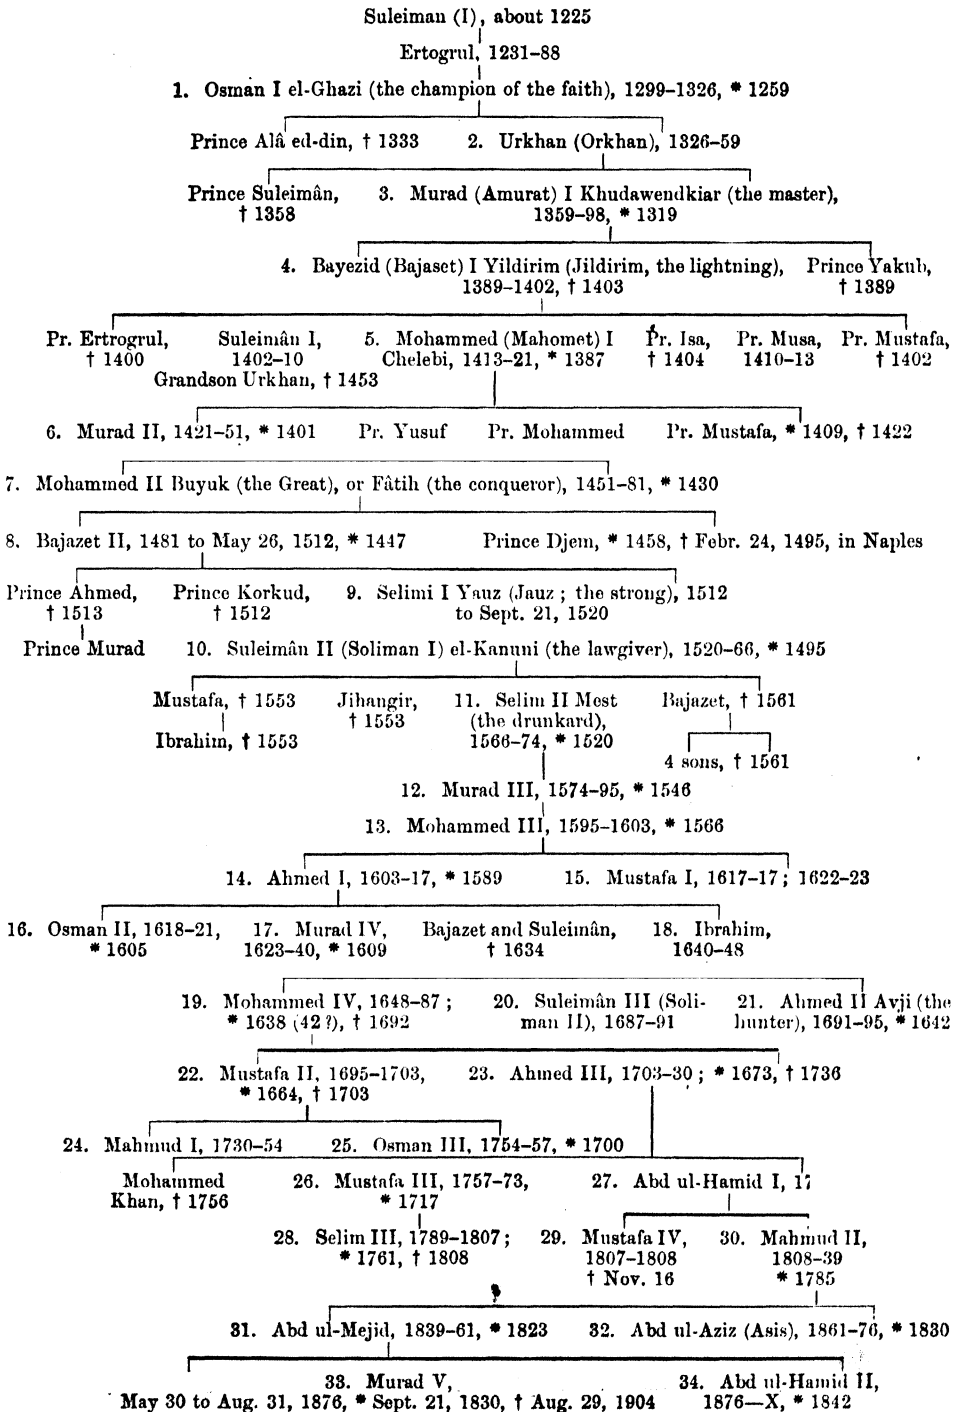 Suleiman (I), about 1225
Ertogrul, 1231–88
1. Osman I el-Ghazi (the champion of the faith), 1299–1326, * 1259
Prince Alâ ed-din, † 1333 2. Urkhan (Orkhan), 1326–59
Prince Suleimân, 3. Murad (Amurat) I Khudawendkiar (the master),
† 1358 1359–98, * 1319
4. Bayezid (Bajaset) I Yildirim (Jildirim, the lightning), Prince Yakub,
1389–1402, † 1403 † 1389
Pr. Ertrogrul, Suleimân I, 5. Mohammed (Mahomet) I Pr. Isa, Pr. Musa, Pr. Mustafa,
† 1400 1402–10 Chelebi, 1413–21, * 1387 † 1404 1410–13 † 1402
Grandson Urkhan, † 1453
6. Murad II, 1421–51, * 1401 Pr. Yusuf Pr. Mohammed Pr. Mustafa, * 1409, † 1422
7. Mohammed II Buyuk (the Great), or Fâtih (the conqueror), 1451–81, * 1430
8. Bajazet II, 1481 to May 26, 1512, * 1447 Prince Djem, * 1458, † Febr. 24, 1495, in Naples
Prince Ahmed, Prince Korkud, 9. Selimi I Yauz (Jauz ; the strong), 1512
† 1513 † 1512 to Sept. 21, 1520
Prince Murad 10. Suleimân II (Soliman I) el-Kanuni (the lawgiver), 1520–66, * 1495
Mustafa, † 1553 Jihangir, 11. Selim II Mest Bajazet, † 1561
† 1553 (the drunkard),
Ibrahim, † 1553 1566–74, * 1520
4 sons, † 1561
12. Murad III, 1574–95, * 1546
13. Mohammed III, 1595–1603, * 1566
14. Ahmed I, 1603–17, * 1589 15. Mustafa I, 1617–17 ; 1622–23
16. Osman II, 1618–21, 17. Murad IV, Bajazet and Suleimân, 18. Ibrahim,
* 1605 1623–40, * 1609 † 1634 1640–48
19. Mohammed IV, 1648–87 ; 20. Suleimân III (Soli- 21. Ahmed II Avji (the
* 1638 (42 ?), † 1692 man II), 1687–91 hunter), 1691–95, * 1642
22. Mustafa II, 1695–1703, 23. Ahmed III, 1703–30 ; * 1673, † 1736
* 1664, † 1703
24. Mahmud I, 1730–54 25. Osman III, 1754–57, * 1700
Mohammed 26. Mustafa III, 1757–73, 27. Abd ul-Hamid I, 17
Khan, † 1756 * 1717
28. Selim III, 1789–1807 ; 29. Mustafa IV, 30. Mahmud II,
* 1761, † 1808 1807–1808 1808–39
† Nov. 16 * 1785
31. Abd ul-Mejid, 1839–61, * 1823 32. Abd ul-Aziz (Asis), 1861–76, * 1830
33. Murad V, 34. Abd ul-Hamid II,
May 30 to Aug. 31, 1876, * Sept. 21, 1830, † Aug. 29, 1904 1876—X, * 1842